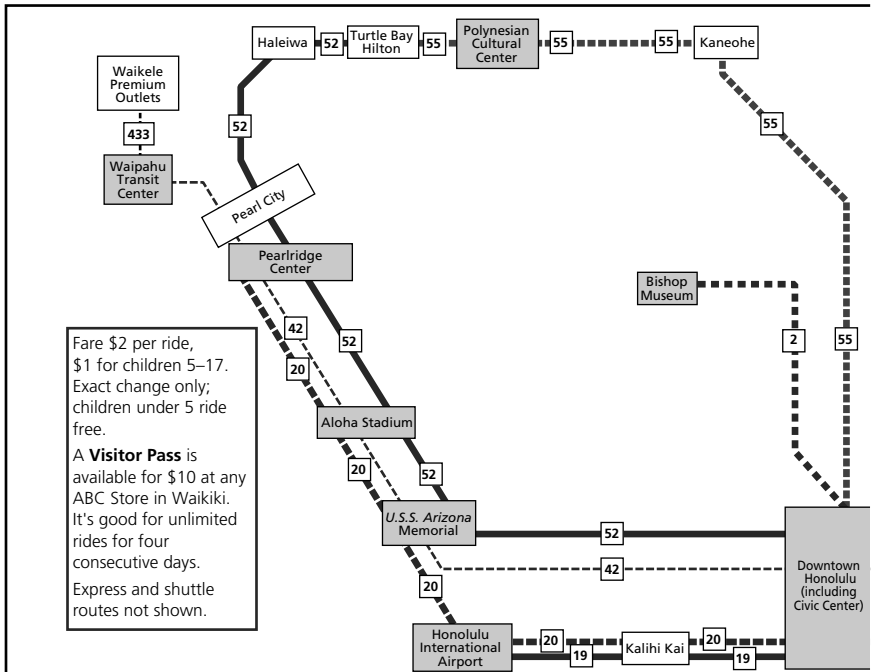 Haleiwa
52
Turtle Bay
Hilton
55
Polynesian
Cultural
Center
55
55
Kaneohe
Waikele
Premium
Outlets
433
52
55
Waipahu
Transit
Center
Pearl City
Pearlridge
Center
Bishop
Museum
42
52
2
55
20
Fare $2 per ride,
$1 for children 5–17.
Exact change only;
children under 5 ride
free.
A Visitor Pass is
available for $10 at any
ABC Store in Waikiki.
It's good for unlimited
rides for four
consecutive days.
Express and shuttle
routes not shown.
Aloha Stadium
20
52
U.S.S. Arizona
Memorial
52
42
20
Downtown
Honolulu
(including
Civic Center)
Honolulu
International
Airport
20
19
Kalihi Kai
20
19